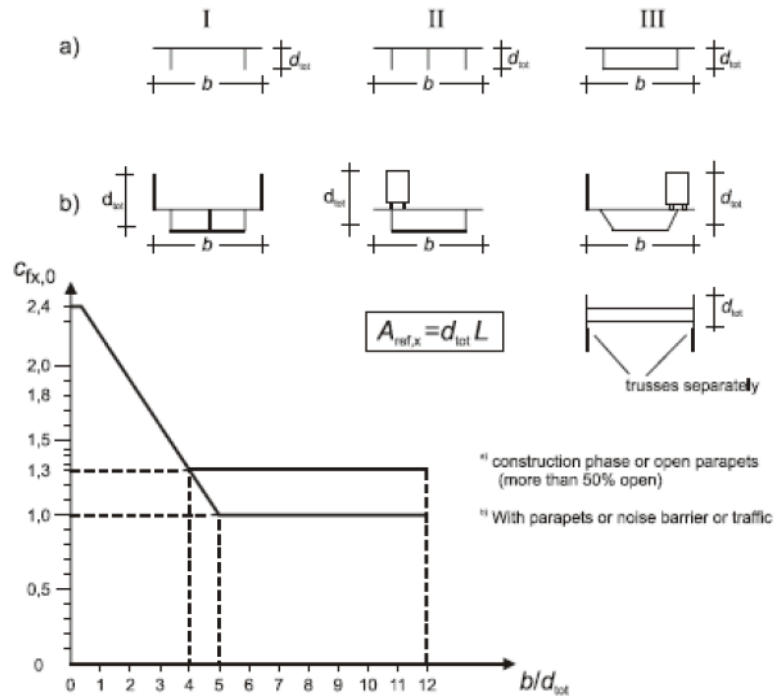 I II III
a) d_tot d_tot d_tot
b b b
b) d_tot d_tot d_tot
b b b
c_fx,0
2,4
A_ref,x = d_tot L
d_tot
2,0
trusses separately
1,8
1,5
a) construction phase or open parapets
1,3
(more than 50% open)
b) With parapets or noise barrier or traffic
1,0
0,5
0
0 1 2 3 4 5 6 7 8 9 10 11 12
b/d_tot